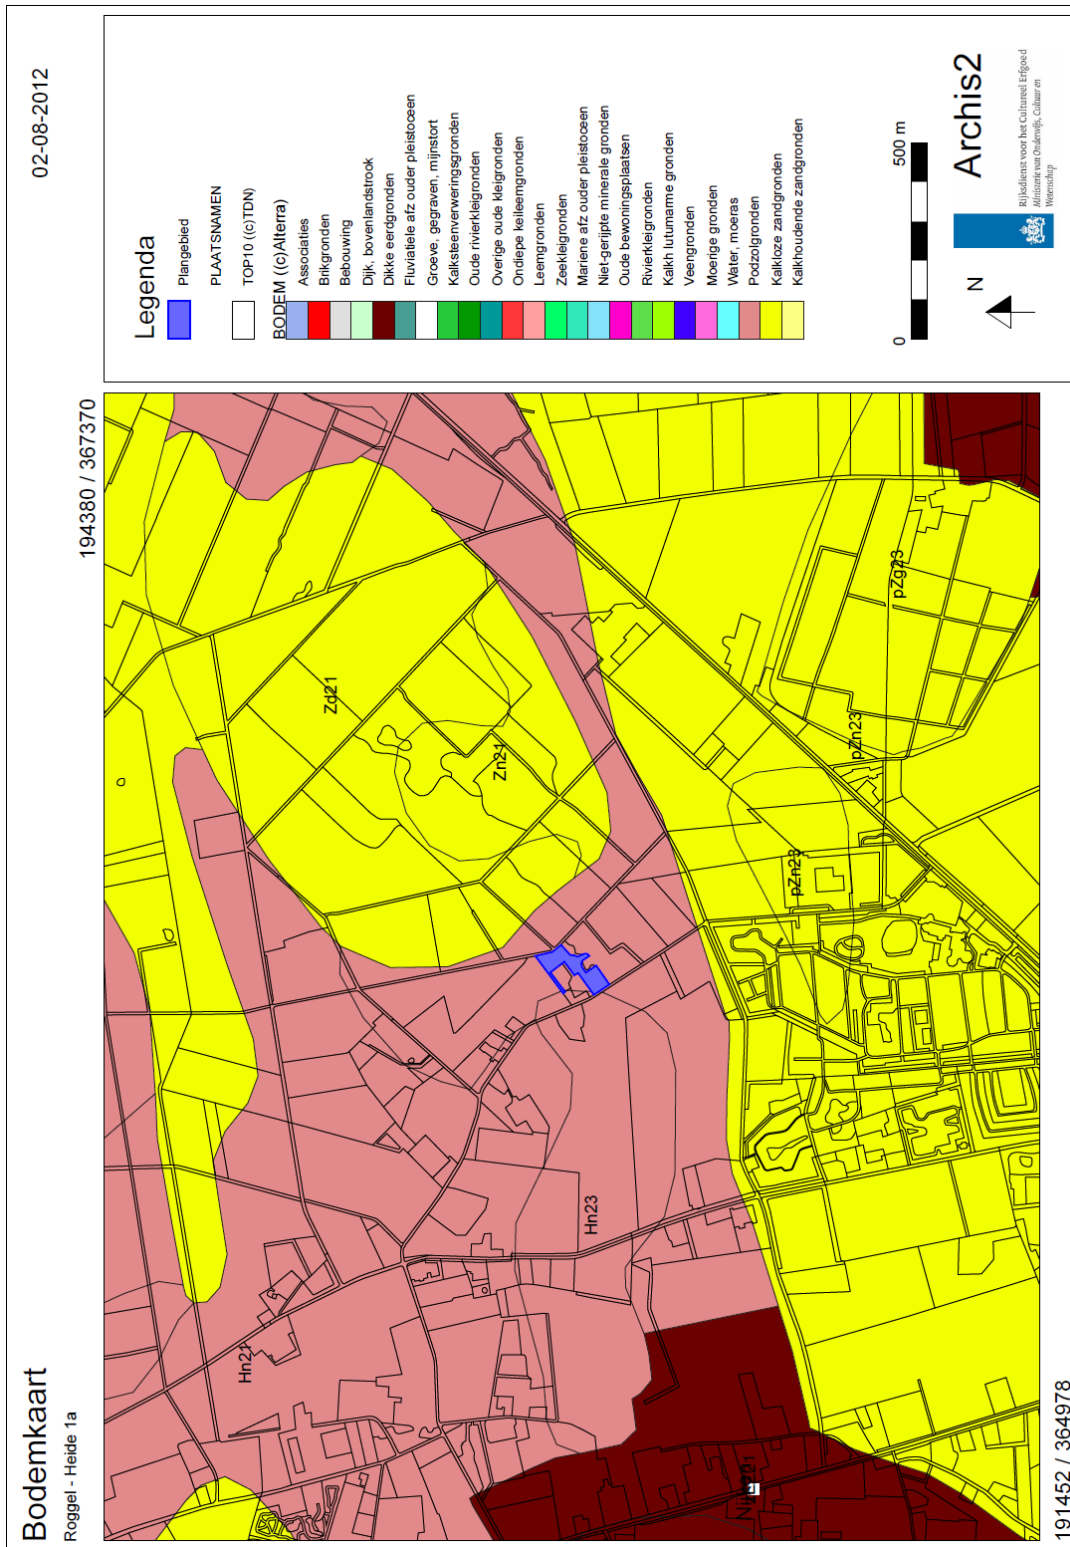 Bodemkaart
Roggel - Heide 1a
02-08-2012
194380 / 367370
191452 / 364978
Legenda
Plangebied
PLAATSNAMEN
TOP10 ((c)TDN)
BODEM ((c)Alterra)
Associaties
Brikgronden
Bebouwing
Dijk, bovenlandstrook
Dikke eerdgronden
Fluviatiele afz ouder pleistoceen
Groeve, gegraven, mijnstort
Kalksteenverweringsgronden
Oude rivierkleigronden
Overige oude kleigronden
Ondiepe keileemgronden
Leemgronden
Zeekleigronden
Mariene afz ouder pleistoceen
Niet-gerijpte minerale gronden
Oude bewoningsplaatsen
Rivierkleigronden
Kalkh lutumarme gronden
Veengronden
Moerige gronden
Water, moeras
Podzolgronden
Kalkloze zandgronden
Kalkhoudende zandgronden
0
500 m
N
Archis2
Rijksdienst voor het Cultureel Erfgoed
Ministerie van Onderwijs, Cultuur en
Wetenschap
Hn21
Hn23
Zd21
Zn21
pZn23
pZn23
pZg23